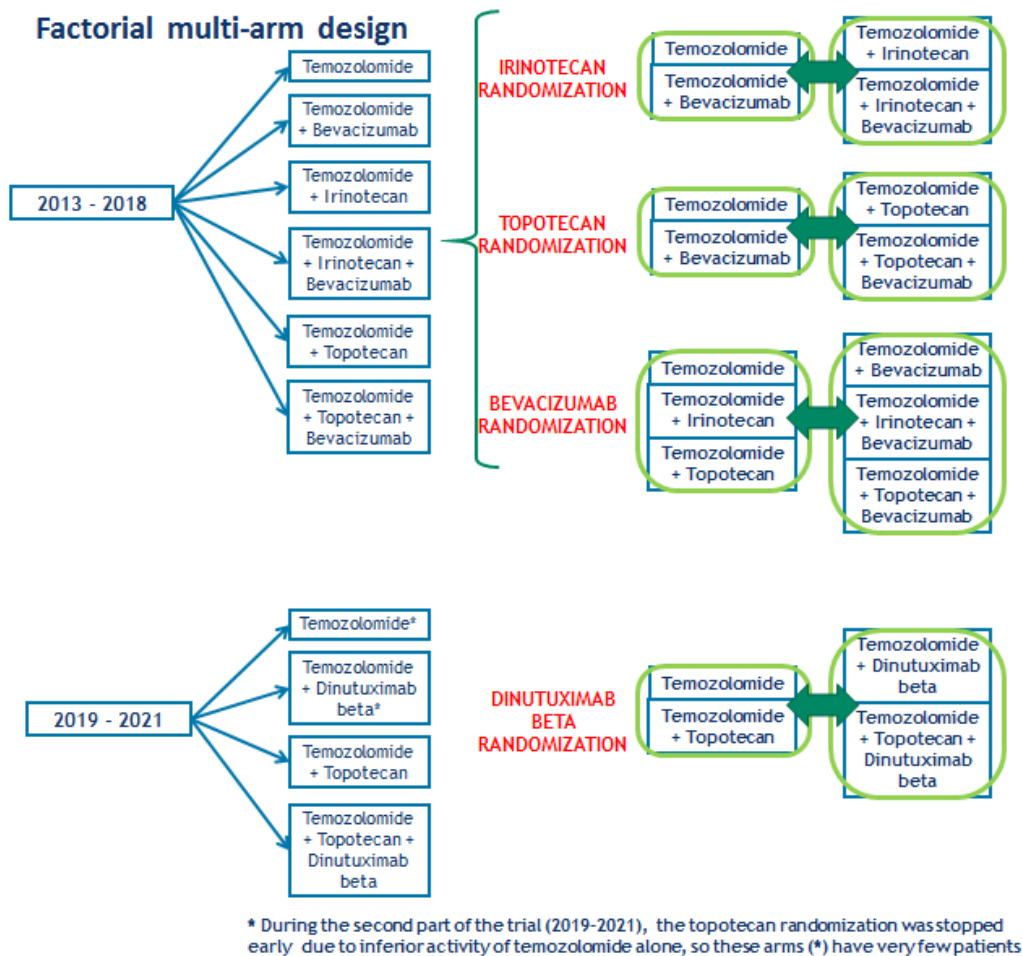 Factorial multi-arm design
2013 - 2018
Temozolomide
Temozolomide
+ Bevacizumab
Temozolomide
+ Irinotecan
Temozolomide
+ Irinotecan +
Bevacizumab
Temozolomide
+ Topotecan
Temozolomide
+ Topotecan +
Bevacizumab
IRINOTECAN
RANDOMIZATION
Temozolomide
Temozolomide
+ Bevacizumab
Temozolomide
+ Irinotecan
Temozolomide
+ Irinotecan +
Bevacizumab
TOPOTECAN
RANDOMIZATION
Temozolomide
Temozolomide
+ Bevacizumab
Temozolomide
+ Topotecan
Temozolomide
+ Topotecan +
Bevacizumab
BEVACIZUMAB
RANDOMIZATION
Temozolomide
Temozolomide
+ Irinotecan
Temozolomide
+ Topotecan
Temozolomide
+ Bevacizumab
Temozolomide
+ Irinotecan +
Bevacizumab
Temozolomide
+ Topotecan +
Bevacizumab
2019 - 2021
Temozolomide*
Temozolomide
+ Dinutuximab
beta*
Temozolomide
+ Topotecan
Temozolomide
+ Topotecan +
Dinutuximab
beta
DINUTUXIMAB
BETA
RANDOMIZATION
Temozolomide
Temozolomide
+ Topotecan
Temozolomide
+ Dinutuximab
beta
Temozolomide
+ Topotecan +
Dinutuximab
beta
* During the second part of the trial (2019-2021), the topotecan randomization was stopped
early due to inferior activity of temozolomide alone, so these arms (*) have very few patients